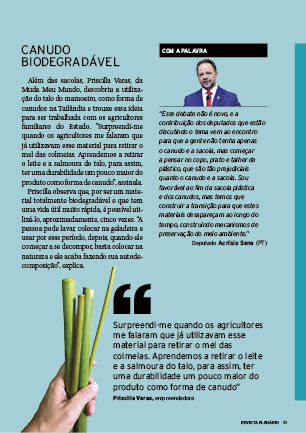 CANUDO
BIODEGRADÁVEL
Além das sacolas, Priscilla Veras, da
Muda Meu Mundo, descobriu a utiliza-
ção do talo do mamoeiro, como forma de
canudos na Tailândia e trouxe essa ideia
para ser trabalhada com os agricultores
familiares do Estado. "Surpreendi-me
quando os agricultores me falaram que
já utilizavam esse material para retirar o
mel das colmeias. Aprendemos a retirar
o leite e a salmoura do talo, para assim,
ter uma durabilidade um pouco maior do
produto como forma de canudo", assinala.
Priscilla observa que, por ser um mate-
rial totalmente biodegradável e que tem
uma vida útil muito rápida, é possível uti-
lizá-lo, aproximadamente, cinco vezes. "A
pessoa pode lavar, colocar na geladeira e
usar por esse período, depois, quando ele
começar a se decompor, basta colocar na
natureza e ele acaba fazendo sua autode-
composição", explica.
COM A PALAVRA
"Esse debate não é novo, e a
contribuição dos deputados que estão
discutindo o tema vem ao encontro
para que a gente não tenha apenas
o canudo e a sacola, mas começar
a pensar no copo, prato e talher de
plástico, que são tão prejudiciais
quanto o canudo e a sacola. Sou
favorável ao fim da sacola plástica
e dos canudos, mas temos que
construir a transição para que estes
materiais desapareçam ao longo do
tempo, construindo mecanismos de
preservação do meio ambiente."
Deputado Acrísio Sena (PT)
“
Surpreendi-me quando os agricultores
me falaram que já utilizavam esse
material para retirar do mel das
colmeias. Aprendemos a retirar o leite
e a salmoura do talo, para assim, ter
uma durabilidade um pouco maior do
produto como forma de canudo"
Priscilla Veras, empreendedora
REVISTA PLENÁRIO